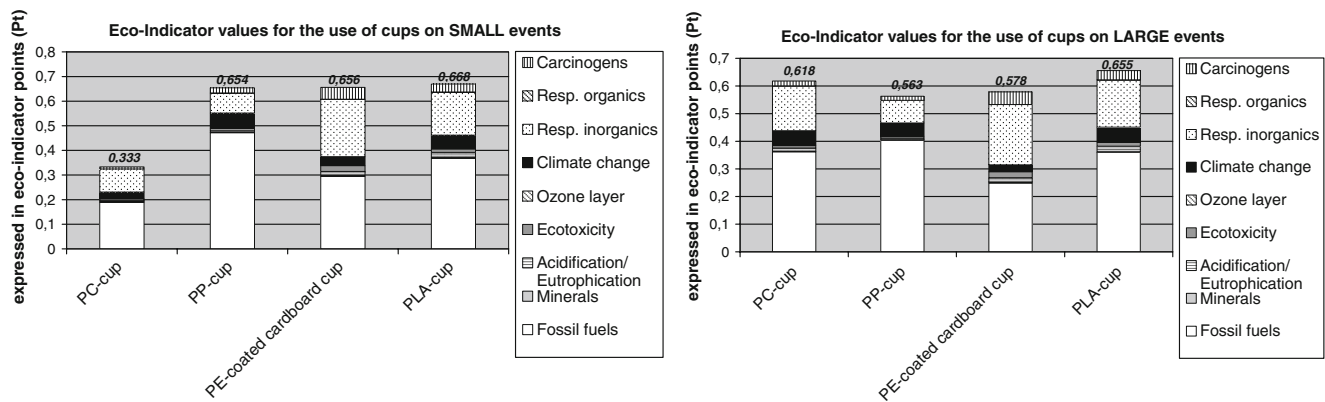 Eco-Indicator values for the use of cups on SMALL events
expressed in eco-indicator points (Pt)
0,8
0,7
0,6
0,5
0,4
0,3
0,2
0,1
0
0,333
0,654
0,656
0,668
PC-cup
PP-cup
PE-coated cardboard cup
PLA-cup
Carcinogens
Resp. organics
Resp. inorganics
Climate change
Ozone layer
Ecotoxicity
Acidification/
Eutrophication
Minerals
Fossil fuels
Eco-Indicator values for the use of cups on LARGE events
expressed in eco-indicator points (Pt)
0,7
0,6
0,5
0,4
0,3
0,2
0,1
0
0,618
0,563
0,578
0,655
PC-cup
PP-cup
PE-coated cardboard cup
PLA-cup
Carcinogens
Resp. organics
Resp. inorganics
Climate change
Ozone layer
Ecotoxicity
Acidification/
Eutrophication
Minerals
Fossil fuels